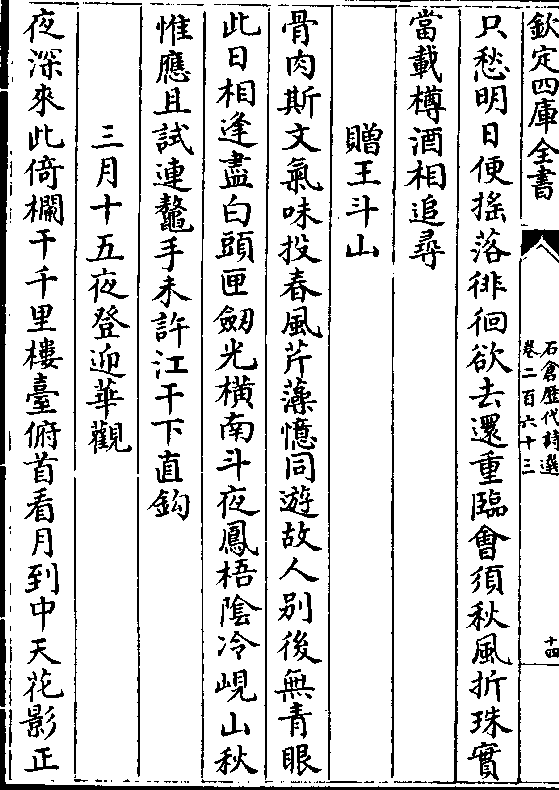 欽定四庫全書
石倉歴代詩選
卷二百六十三
十四
只愁明日便揺落徘徊欲去還重臨會須秋風折珠實
當載樽酒相追尋
贈王斗山
骨肉斯文氣味投春風芹藻憶同遊故人别後無青眼
此日相逢盡白頭匣劒光横南斗夜鳳梧陰冷峴山秋
惟應且試連鼇手未許江干下直鈎
三月十五夜登迎華觀
夜深來此倚欄干千里樓臺俯首看月到中天花影正